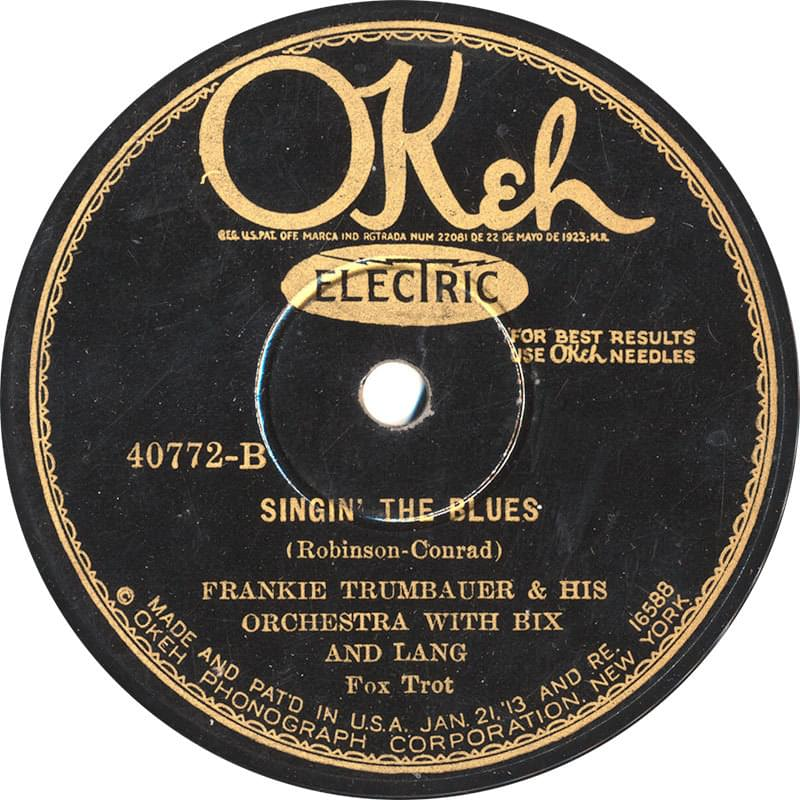 OKeh
REG. U.S. PAT. OFF. MARCA IND. RGTRADA NUM 22081 DE 22 DE MAYO DE 1923; M.R.
ELECTRIC
FOR BEST RESULTS
USE OKeh NEEDLES
40772-B
SINGIN' THE BLUES
(Robinson-Conrad)
FRANKIE TRUMBAUER & HIS
ORCHESTRA WITH BIX
AND LANG
Fox Trot
MADE AND PAT'D IN U.S.A. JAN. 21, '13 AND RE. 16588
© OKEH PHONOGRAPH CORPORATION, NEW YORK